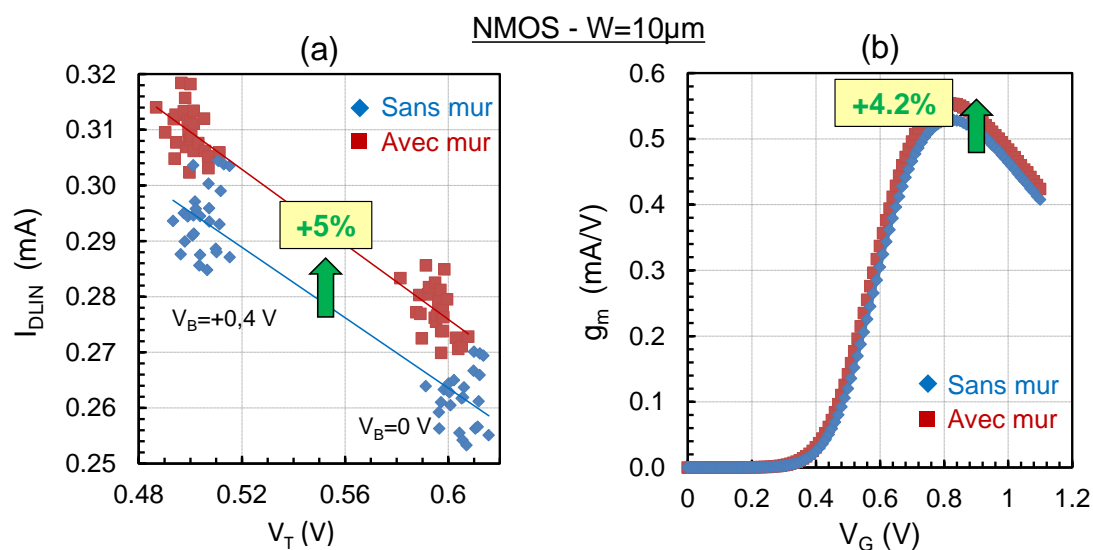 NMOS - W=10µm
(a)
0.32
0.31
0.30
0.29
0.28
0.27
0.26
0.25
I_DLIN (mA)
Sans mur
Avec mur
+5%
V_B=+0,4 V
V_B=0 V
0.48
0.52
0.56
0.6
V_T (V)
(b)
0.6
0.5
0.4
0.3
0.2
0.1
0.0
g_m (mA/V)
+4.2%
Sans mur
Avec mur
0
0.2
0.4
0.6
0.8
1
1.2
V_G (V)